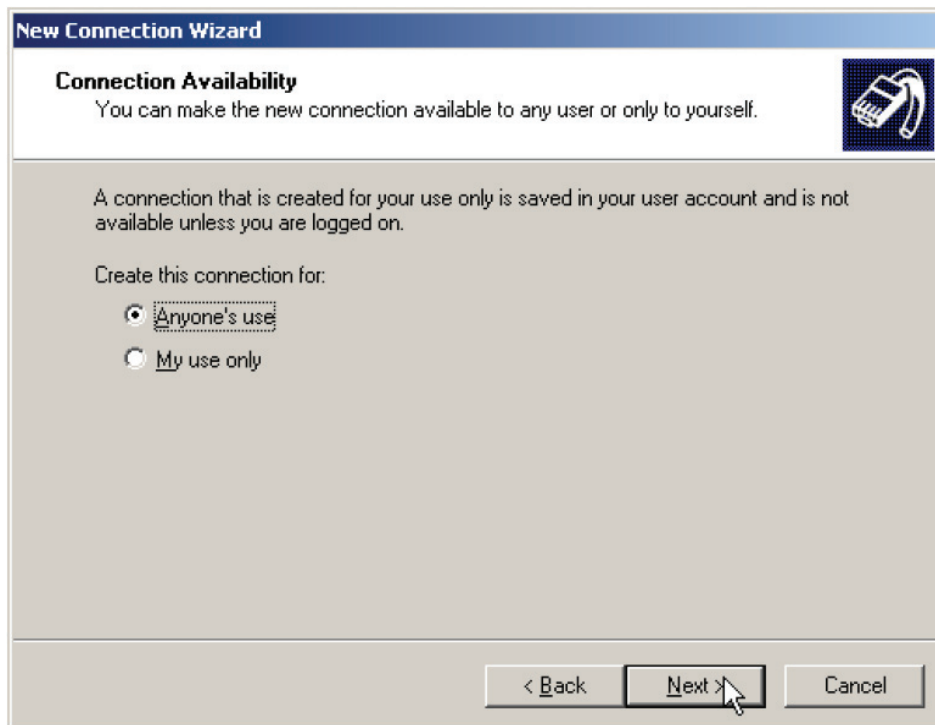 New Connection Wizard
Connection Availability
You can make the new connection available to any user or only to yourself.
A connection that is created for your use only is saved in your user account and is not
available unless you are logged on.
Create this connection for:
Anyone's use
My use only
< Back
Next >
Cancel